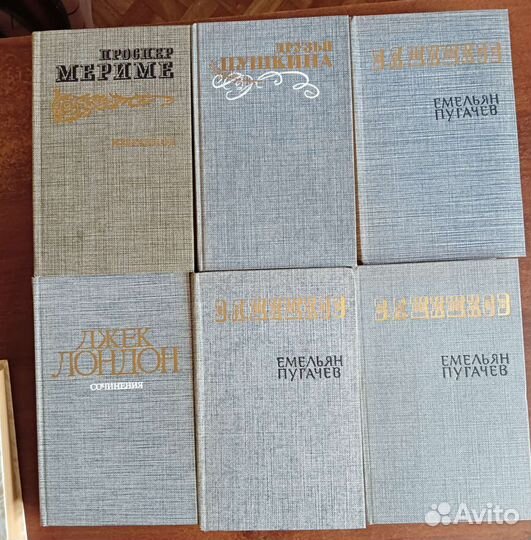 ПРОСПЕР
МЕРИМЕ
ДРУЗЬЯ
ПУШКИНА
ЕМЕЛЬЯН
ПУГАЧЕВ
ДЖЕК
ЛОНДОН
СОЧИНЕНИЯ
ЕМЕЛЬЯН
ПУГАЧЕВ
ЕМЕЛЬЯН
ПУГАЧЕВ
Avito